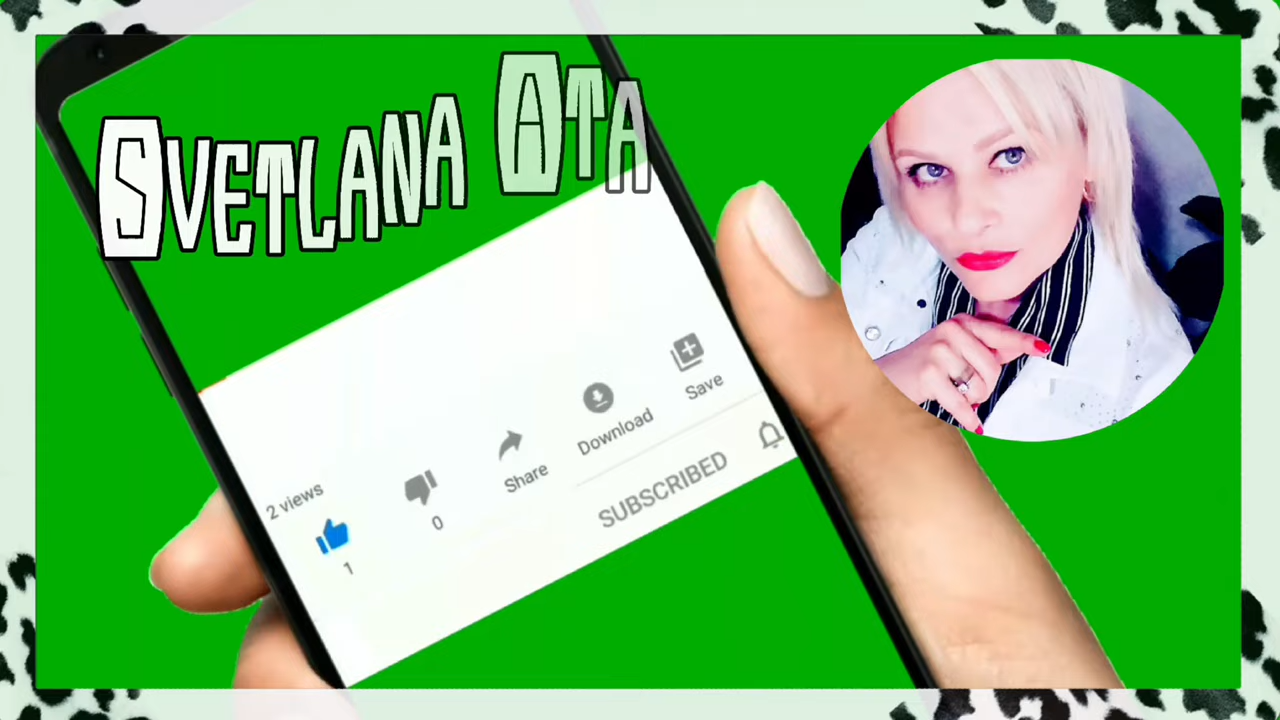 Svetlana Ata
2 views
1
0
Share
Download
Save
SUBSCRIBED